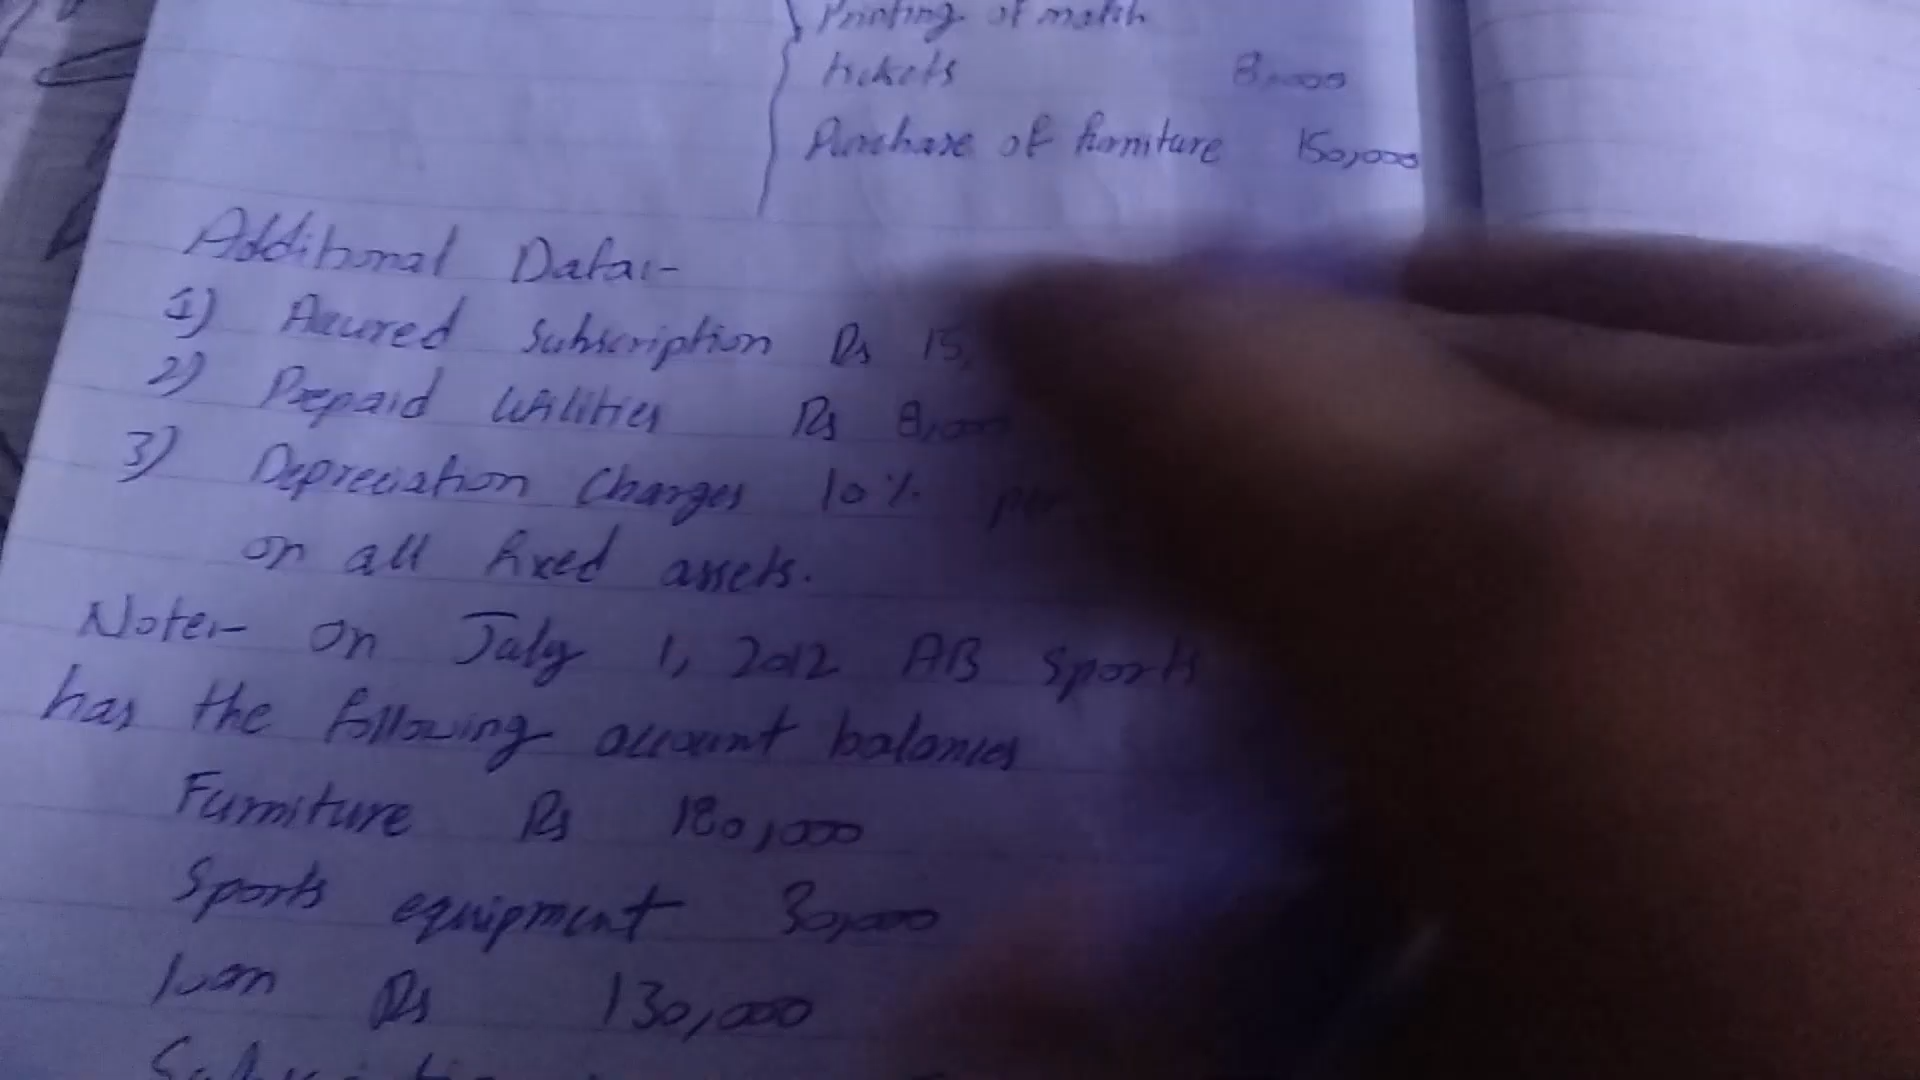 Printing of match
tickets 8,000
Purchase of furniture 150,000
Additional Data:-
1) Accured Subscription Rs 15,
2) Prepaid Utilities Rs 8,000
3) Depreciation Charges 10% per
on all fixed assets.
Note:- On July 1, 2012 AB Sports
has the following account balances
Furniture Rs 180,000
Sports equipment 30,000
loan Rs 130,000